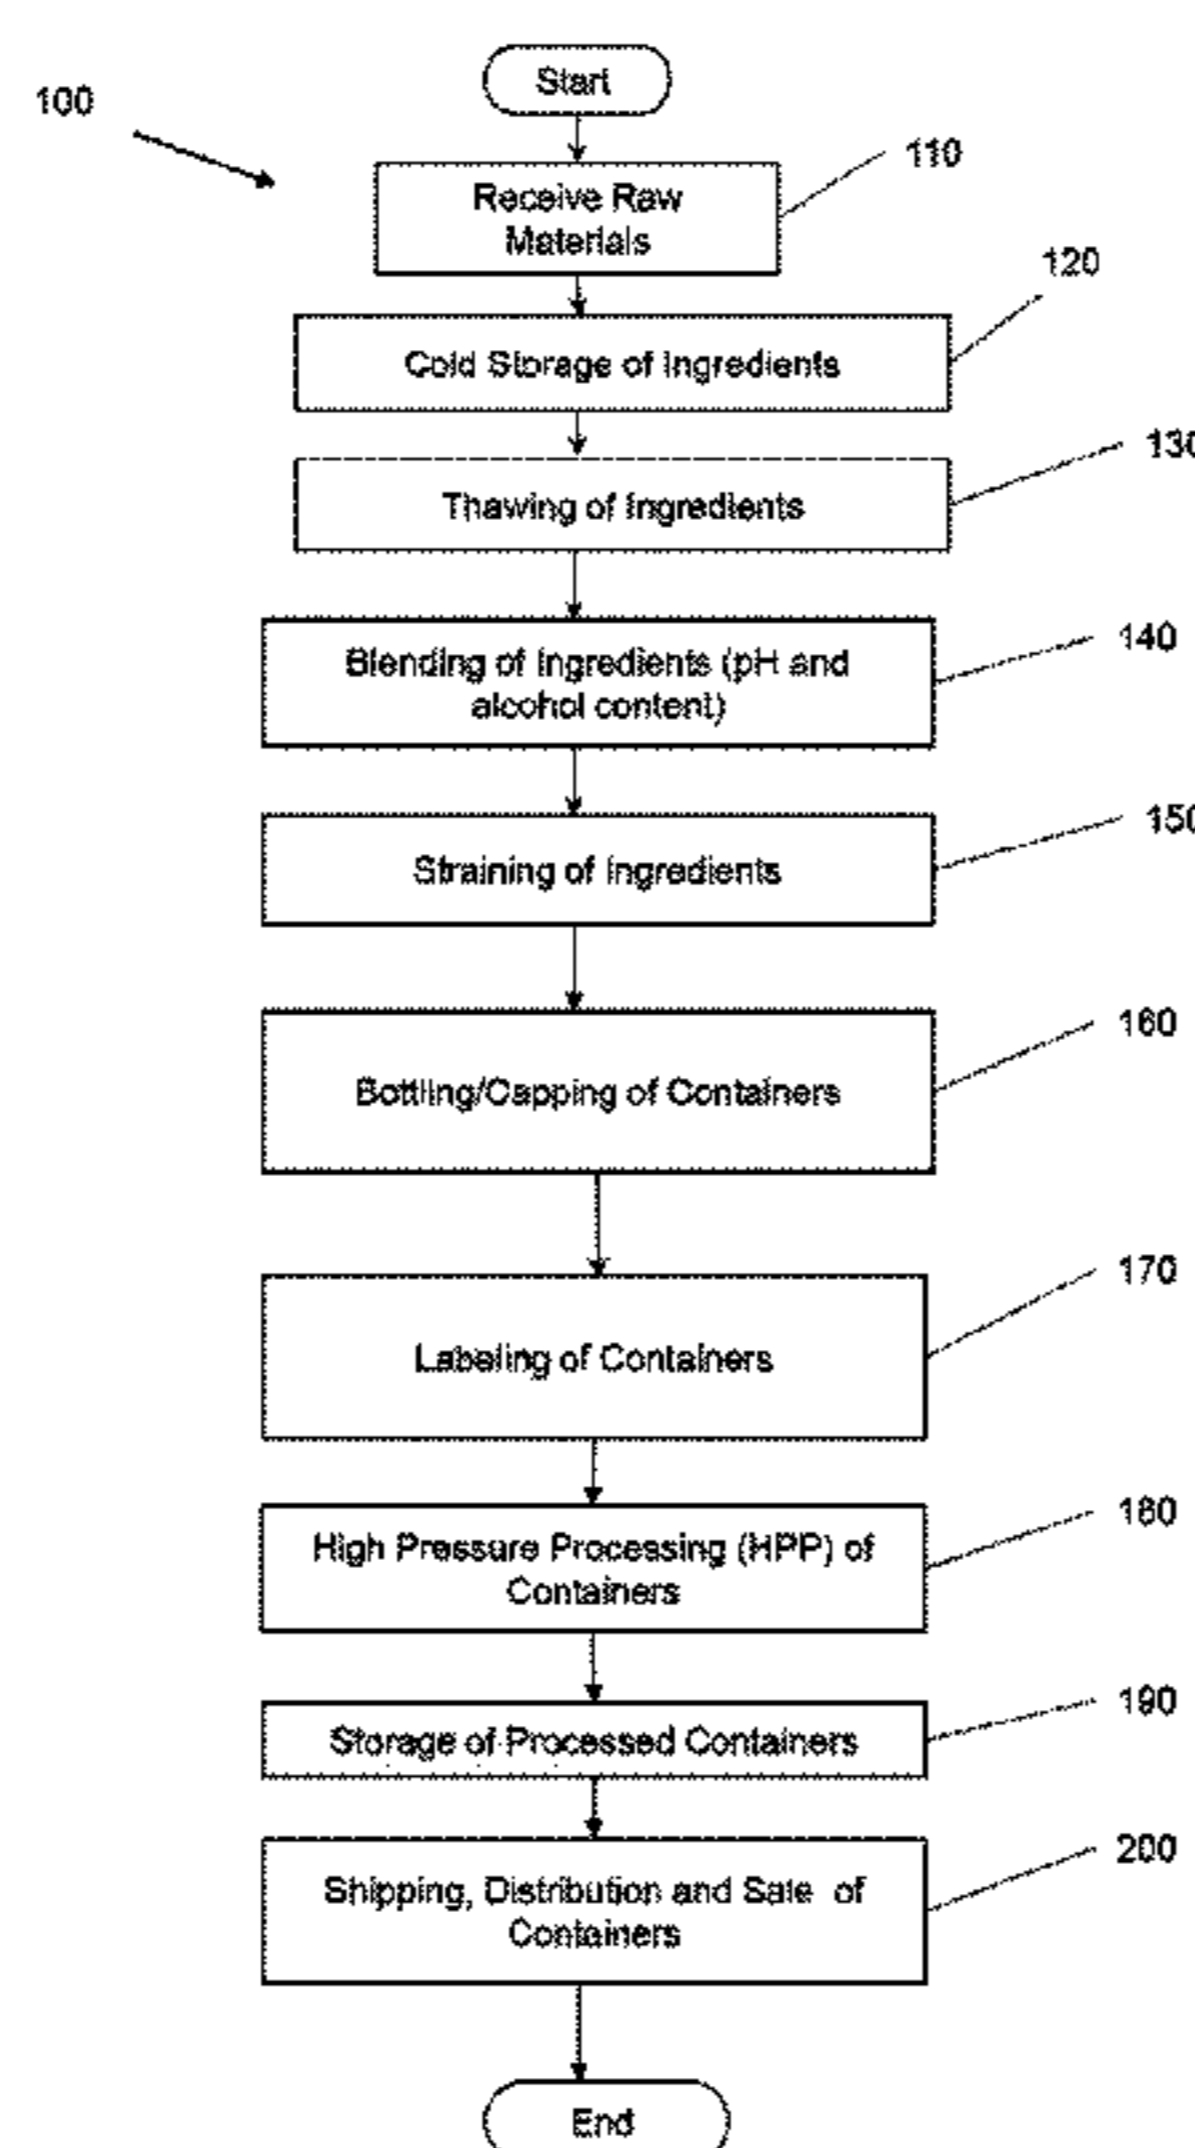 Start
100
110
Receive Raw
Materials
120
Cold Storage of Ingredients
130
Thawing of Ingredients
140
Blending of Ingredients (pH and
alcohol content)
150
Straining of Ingredients
160
Bottling/Capping of Containers
170
Labeling of Containers
180
High Pressure Processing (HPP) of
Containers
190
Storage of Processed Containers
200
Shipping, Distribution and Sale of
Containers
End